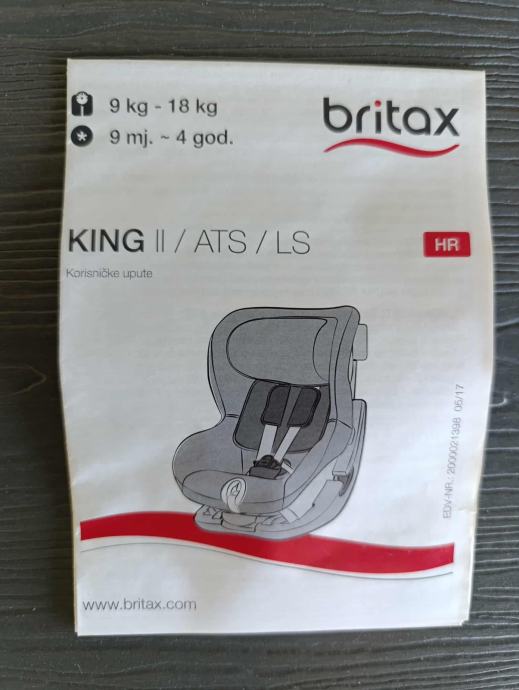 9 kg - 18 kg
9 mj. ~ 4 god.
britax
KING II / ATS / LS
HR
Korisničke upute
EDV-NR.: 2000021398 06/17
www.britax.com